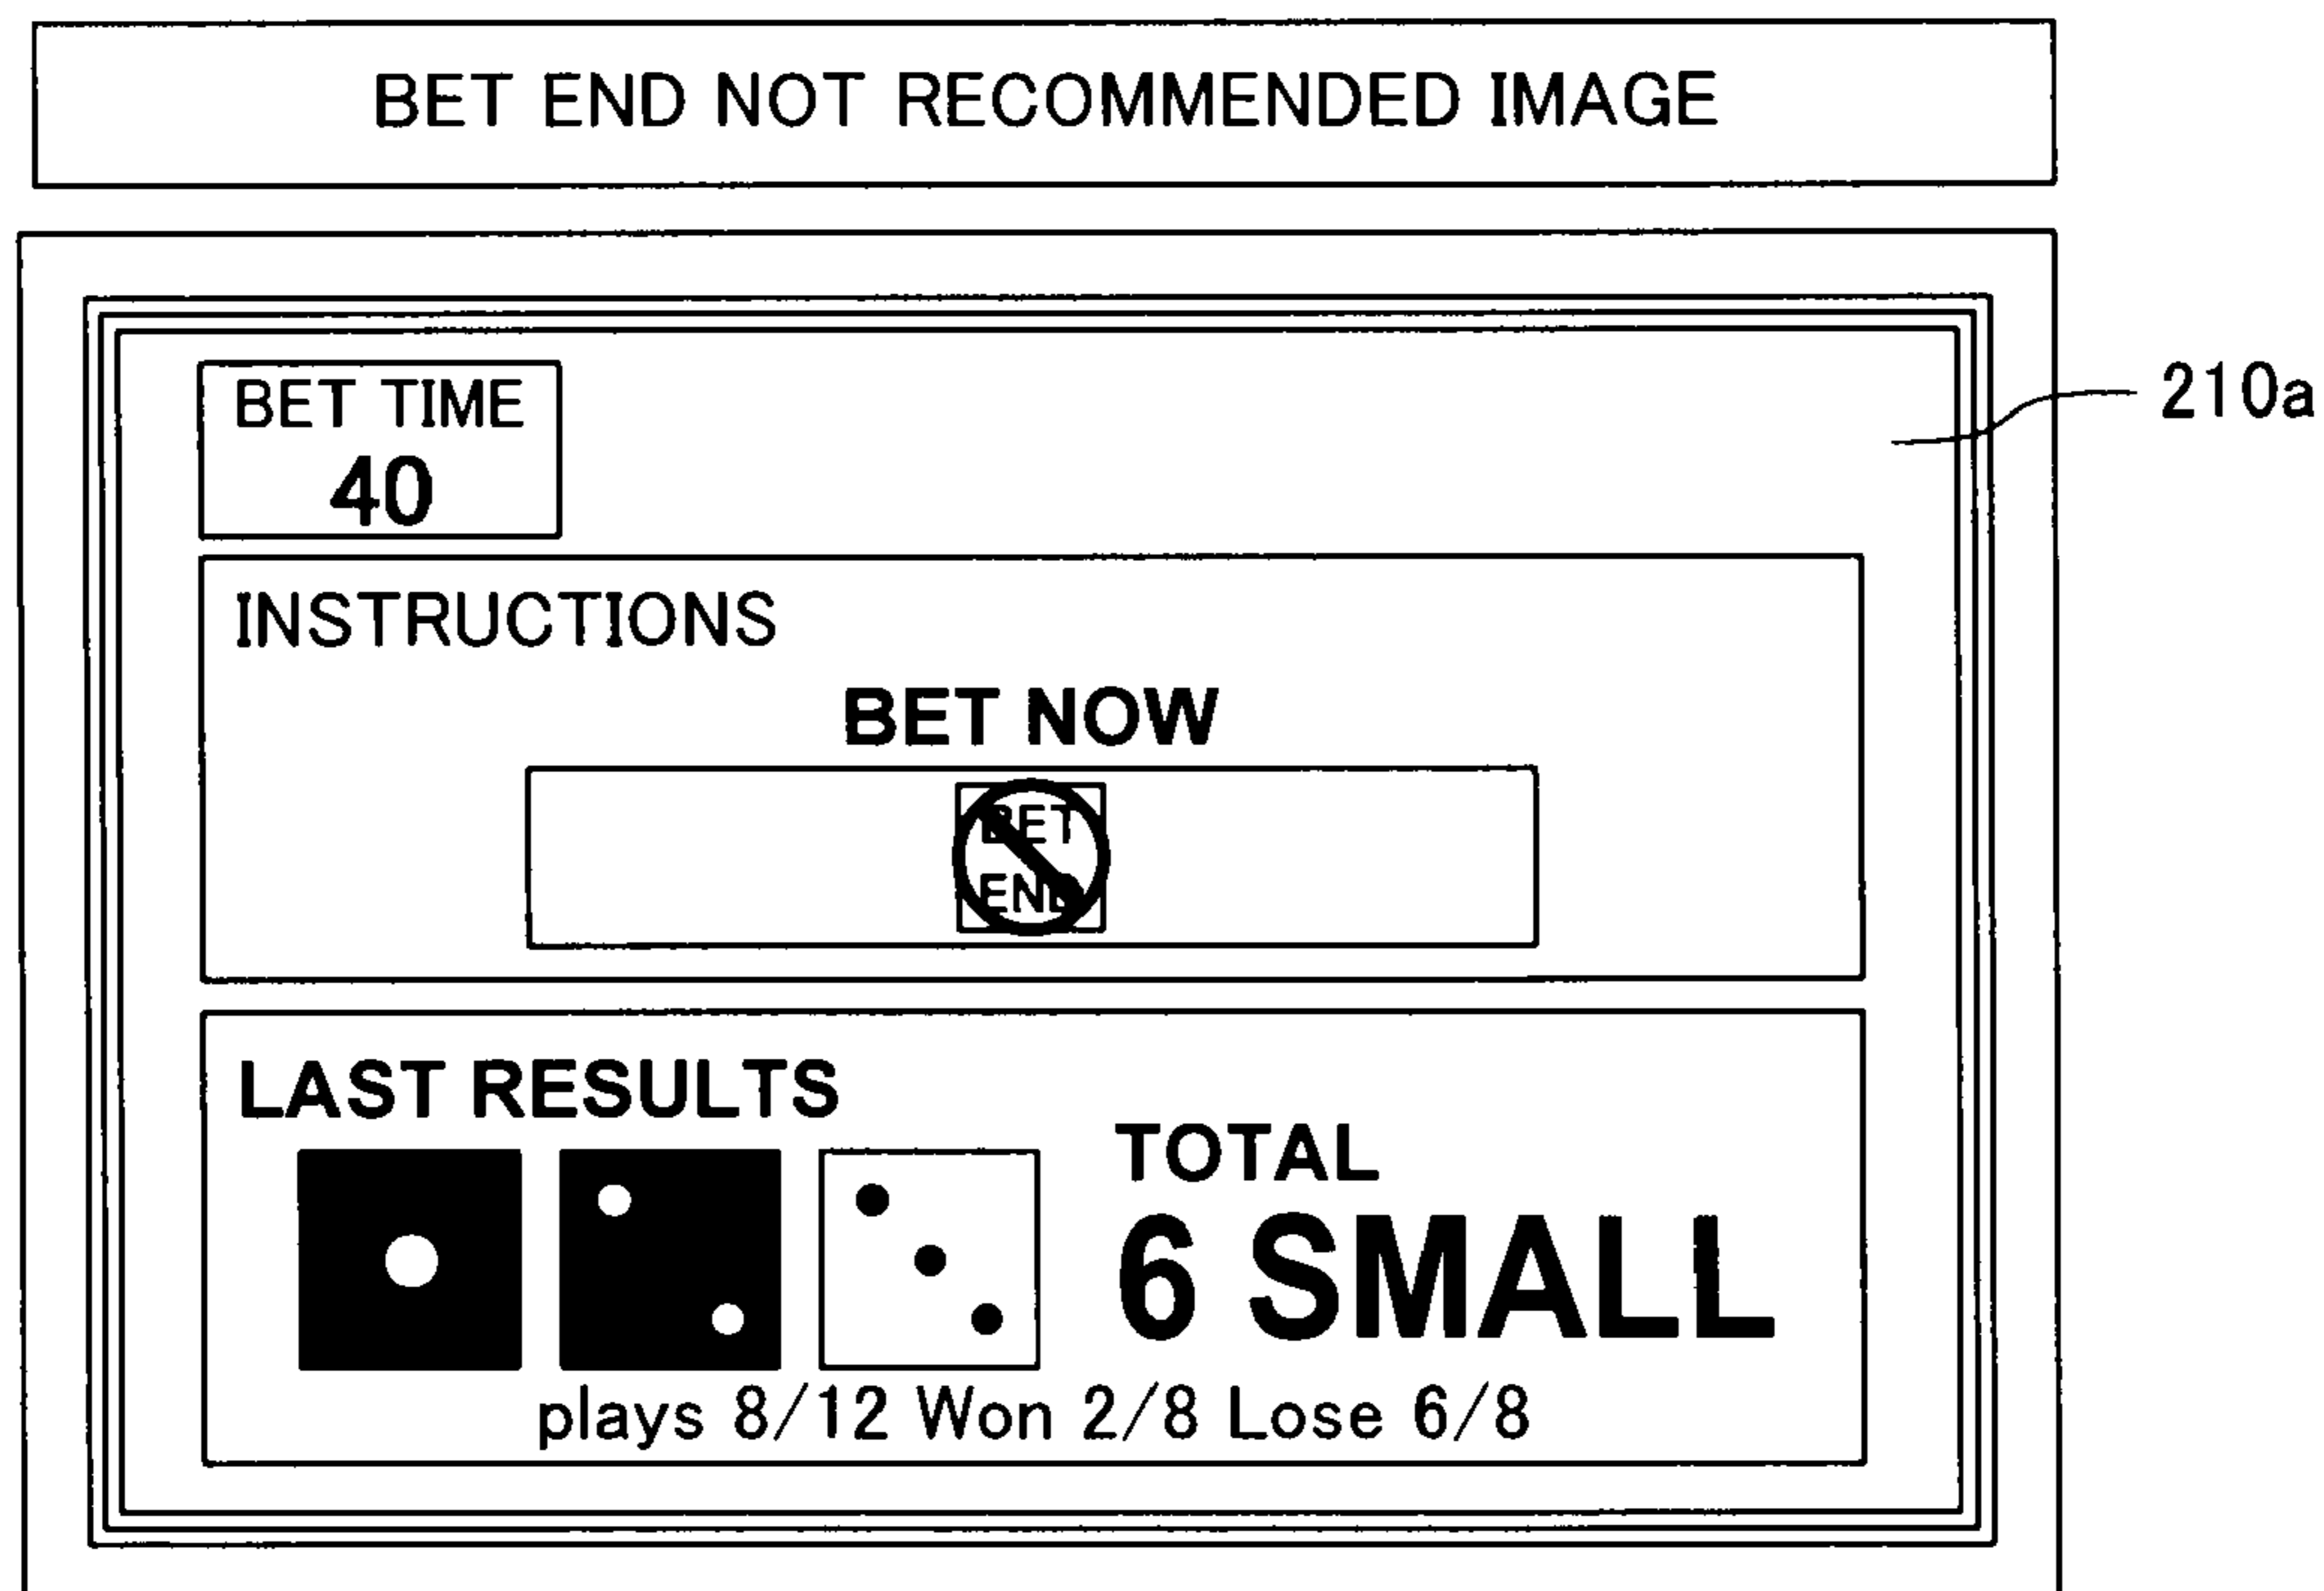 BET END NOT RECOMMENDED IMAGE
210a
BET TIME
40
INSTRUCTIONS
BET NOW
BET
END
LAST RESULTS
TOTAL
6 SMALL
plays 8/12 Won 2/8 Lose 6/8